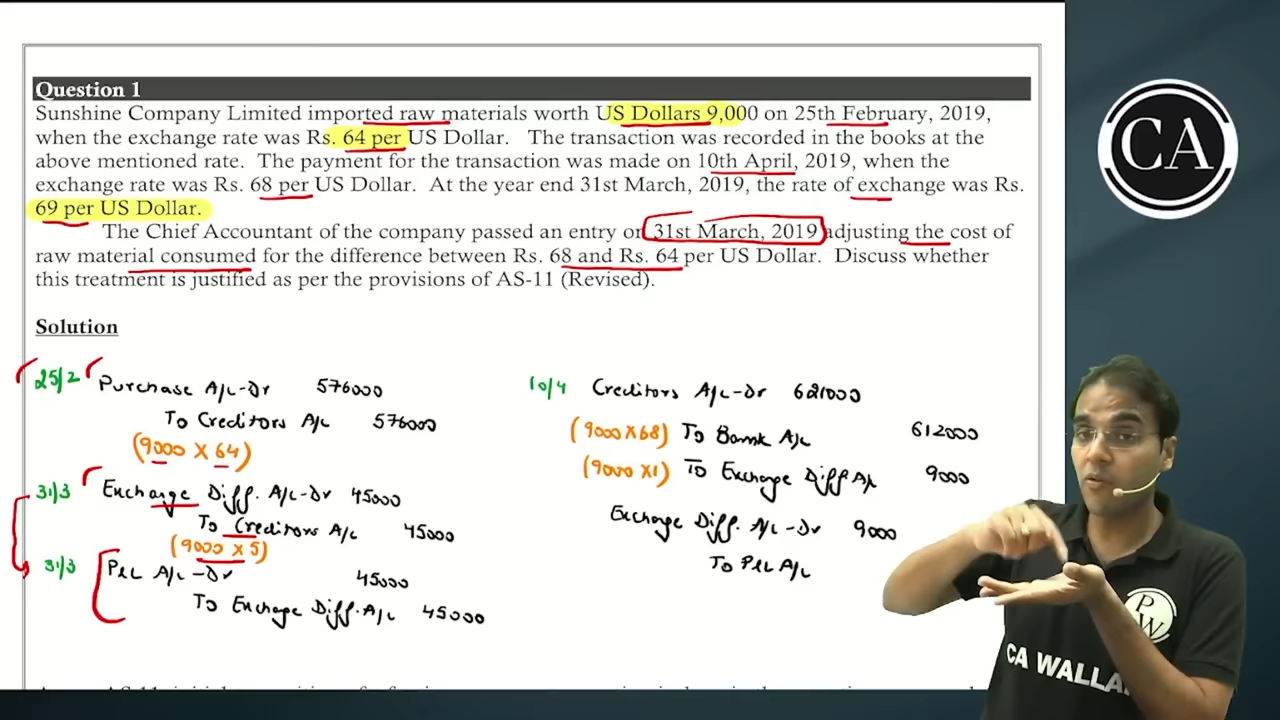 Question 1
Sunshine Company Limited imported raw materials worth US Dollars 9,000 on 25th February, 2019,
when the exchange rate was Rs. 64 per US Dollar. The transaction was recorded in the books at the
above mentioned rate. The payment for the transaction was made on 10th April, 2019, when the
exchange rate was Rs. 68 per US Dollar. At the year end 31st March, 2019, the rate of exchange was Rs.
69 per US Dollar.
The Chief Accountant of the company passed an entry on 31st March, 2019 adjusting the cost of
raw material consumed for the difference between Rs. 68 and Rs. 64 per US Dollar. Discuss whether
this treatment is justified as per the provisions of AS-11 (Revised).
Solution
25/2 Purchase A/c-Dr 576000
To Creditors A/c 576000
(9000 X 64)
31/3 Exchange Diff. A/c-Dr 45000
To Creditors A/c 45000
(9000 X 5)
31/3 P&L A/c-Dr 45000
To Exchange Diff. A/c 45000
10/4 Creditors A/c-Dr 621000
(9000 X 68) To Bank A/c 612000
(9000 X 1) To Exchange Diff A/c 9000
Exchange Diff. A/c-Dr 9000
To P&L A/c
CA
PW
CA WALLA